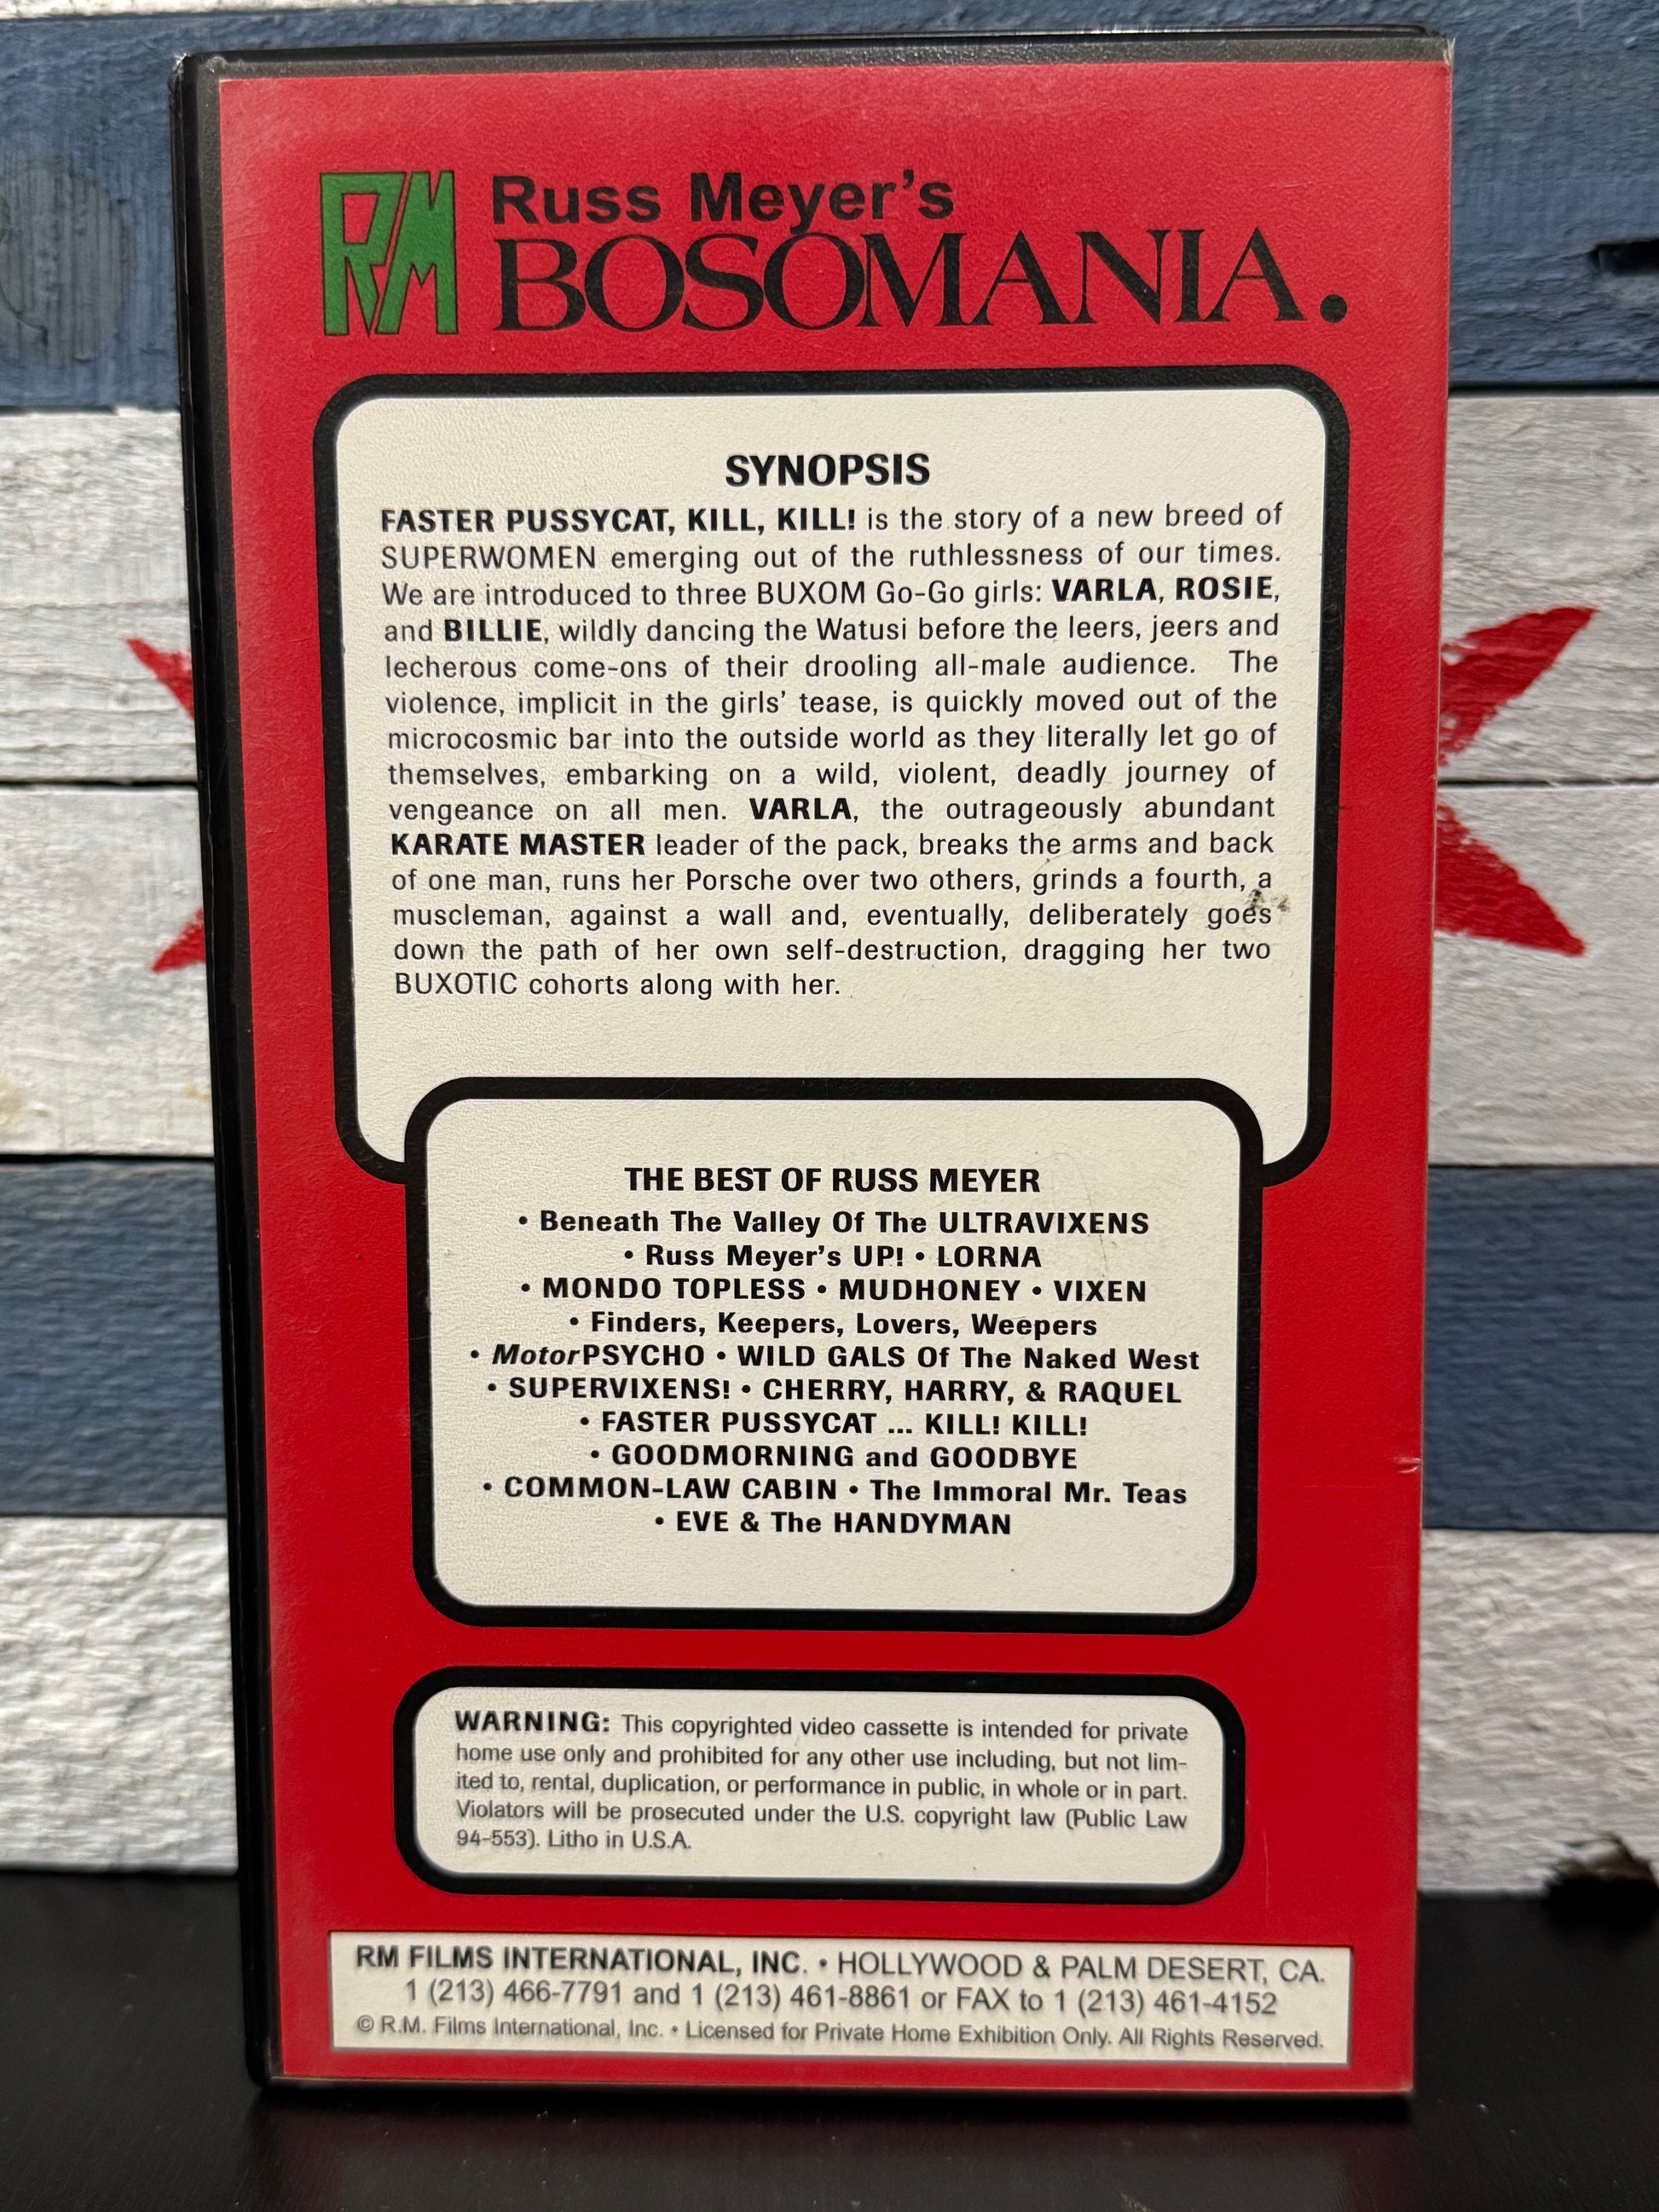 RM Russ Meyer's
BOSOMANIA.
SYNOPSIS
FASTER PUSSYCAT, KILL, KILL! is the story of a new breed of
SUPERWOMEN emerging out of the ruthlessness of our times.
We are introduced to three BUXOM Go-Go girls: VARLA, ROSIE,
and BILLIE, wildly dancing the Watusi before the leers, jeers and
lecherous come-ons of their drooling all-male audience. The
violence, implicit in the girls' tease, is quickly moved out of the
microcosmic bar into the outside world as they literally let go of
themselves, embarking on a wild, violent, deadly journey of
vengeance on all men. VARLA, the outrageously abundant
KARATE MASTER leader of the pack, breaks the arms and back
of one man, runs her Porsche over two others, grinds a fourth, a
muscleman, against a wall and, eventually, deliberately goes
down the path of her own self-destruction, dragging her two
BUXOTIC cohorts along with her.
THE BEST OF RUSS MEYER
• Beneath The Valley Of The ULTRAVIXENS
• Russ Meyer's UP! • LORNA
• MONDO TOPLESS • MUDHONEY • VIXEN
• Finders, Keepers, Lovers, Weepers
• MotorPSYCHO • WILD GALS Of The Naked West
• SUPERVIXENS! • CHERRY, HARRY, & RAQUEL
• FASTER PUSSYCAT ... KILL! KILL!
• GOODMORNING and GOODBYE
• COMMON-LAW CABIN • The Immoral Mr. Teas
• EVE & The HANDYMAN
WARNING: This copyrighted video cassette is intended for private
home use only and prohibited for any other use including, but not lim-
ited to, rental, duplication, or performance in public, in whole or in part.
Violators will be prosecuted under the U.S. copyright law (Public Law
94-553). Litho in U.S.A.
RM FILMS INTERNATIONAL, INC. • HOLLYWOOD & PALM DESERT, CA.
1 (213) 466-7791 and 1 (213) 461-8861 or FAX to 1 (213) 461-4152
© R.M. Films International, Inc. • Licensed for Private Home Exhibition Only. All Rights Reserved.